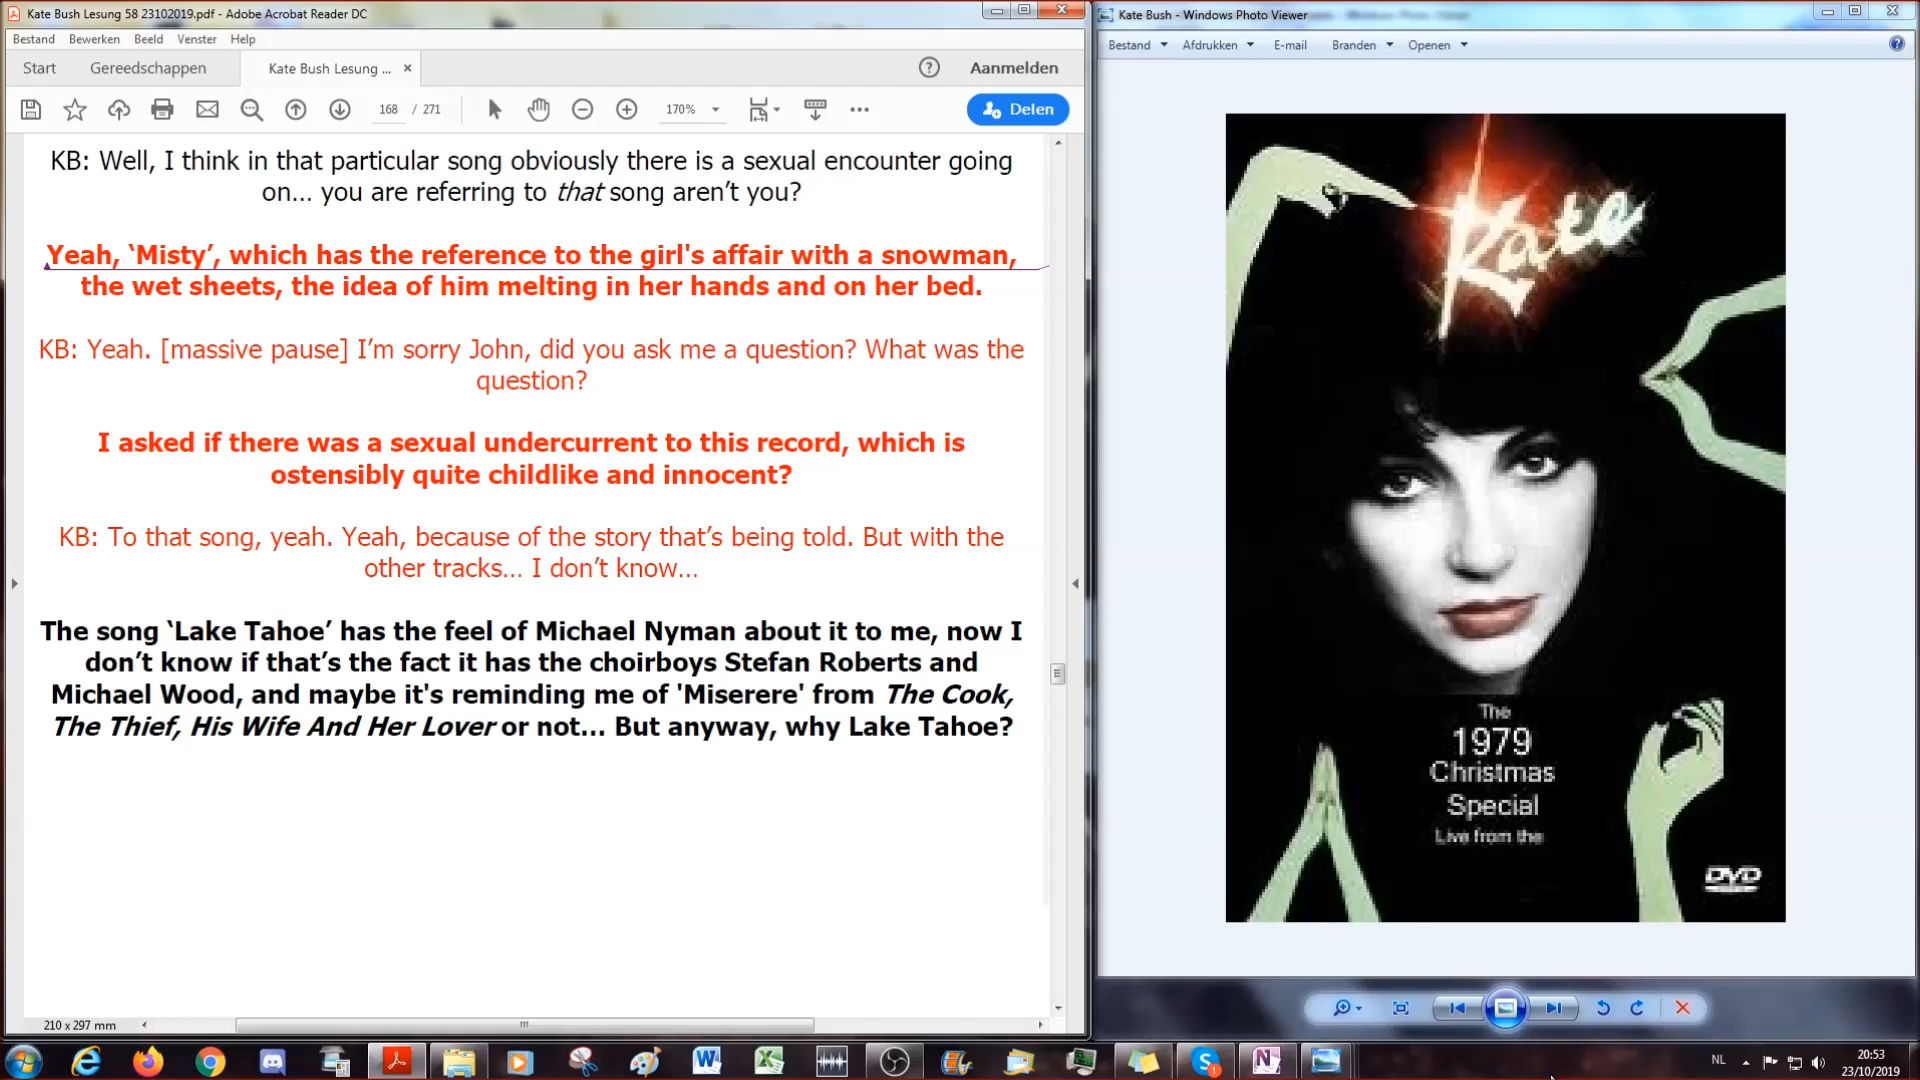 Kate Bush Lesung 58 23102019.pdf - Adobe Acrobat Reader DC
Bestand Bewerken Beeld Venster Help
Start Gereedschappen Kate Bush Lesung ... × Aanmelden
168 / 271 170% Delen
KB: Well, I think in that particular song obviously there is a sexual encounter going
on... you are referring to that song aren’t you?
Yeah, ‘Misty’, which has the reference to the girl's affair with a snowman,
the wet sheets, the idea of him melting in her hands and on her bed.
KB: Yeah. [massive pause] I’m sorry John, did you ask me a question? What was the
question?
I asked if there was a sexual undercurrent to this record, which is
ostensibly quite childlike and innocent?
KB: To that song, yeah. Yeah, because of the story that’s being told. But with the
other tracks... I don’t know...
The song ‘Lake Tahoe’ has the feel of Michael Nyman about it to me, now I
don’t know if that’s the fact it has the choirboys Stefan Roberts and
Michael Wood, and maybe it's reminding me of 'Miserere' from The Cook,
The Thief, His Wife And Her Lover or not... But anyway, why Lake Tahoe?
210 x 297 mm
Kate Bush - Windows Photo Viewer
Bestand Afdrukken E-mail Branden Openen
Kate
The
1979
Christmas
Special
Live from the
DVD
NL
20:53
23/10/2019